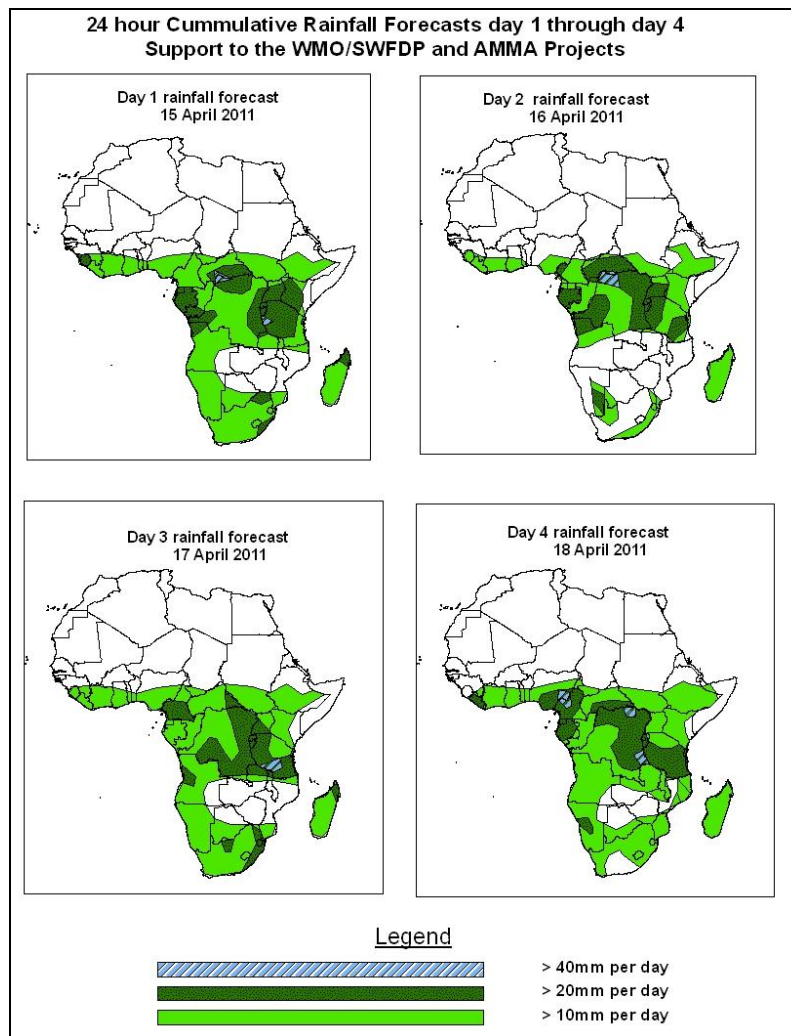 24 hour Cummulative Rainfall Forecasts day 1 through day 4
Support to the WMO/SWFDP and AMMA Projects
Day 1 rainfall forecast
15 April 2011
Day 2 rainfall forecast
16 April 2011
Day 3 rainfall forecast
17 April 2011
Day 4 rainfall forecast
18 April 2011
Legend
> 40mm per day
> 20mm per day
> 10mm per day